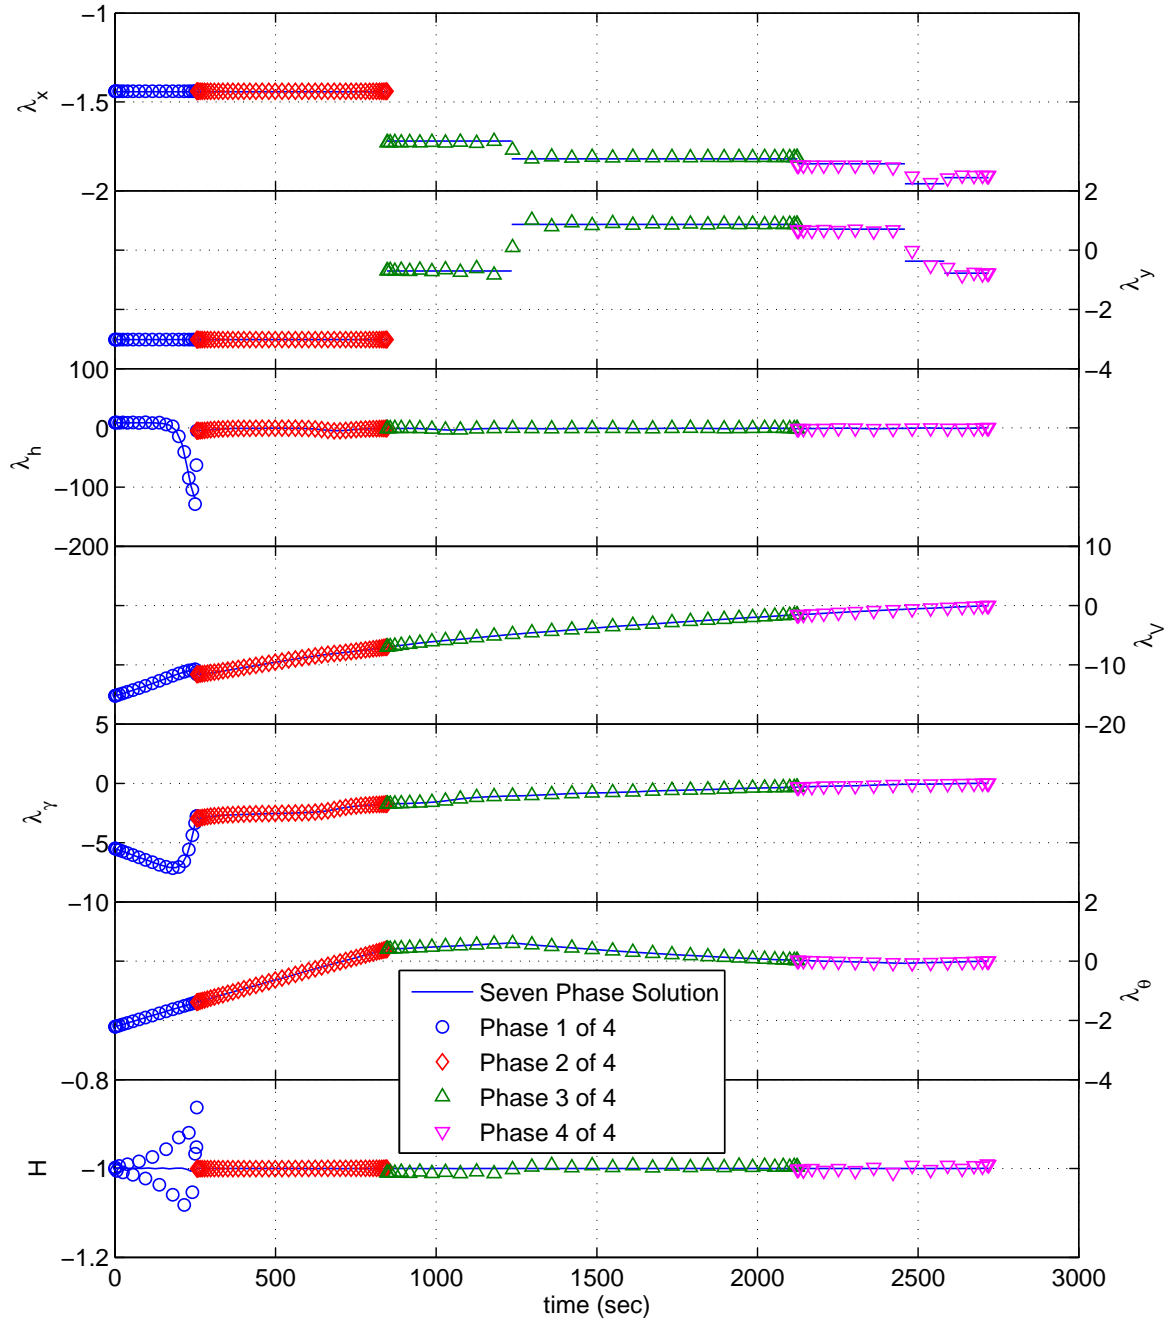 −1
λx
−1.5
−2
2
0
λy
−2
−4
100
0
λh
−100
−200
10
0
λV
−10
−20
5
0
λγ
−5
−10
2
0
λθ
−2
−4
Seven Phase Solution
Phase 1 of 4
Phase 2 of 4
Phase 3 of 4
Phase 4 of 4
−0.8
H
−1
−1.2
0 500 1000 1500 2000 2500 3000
time (sec)